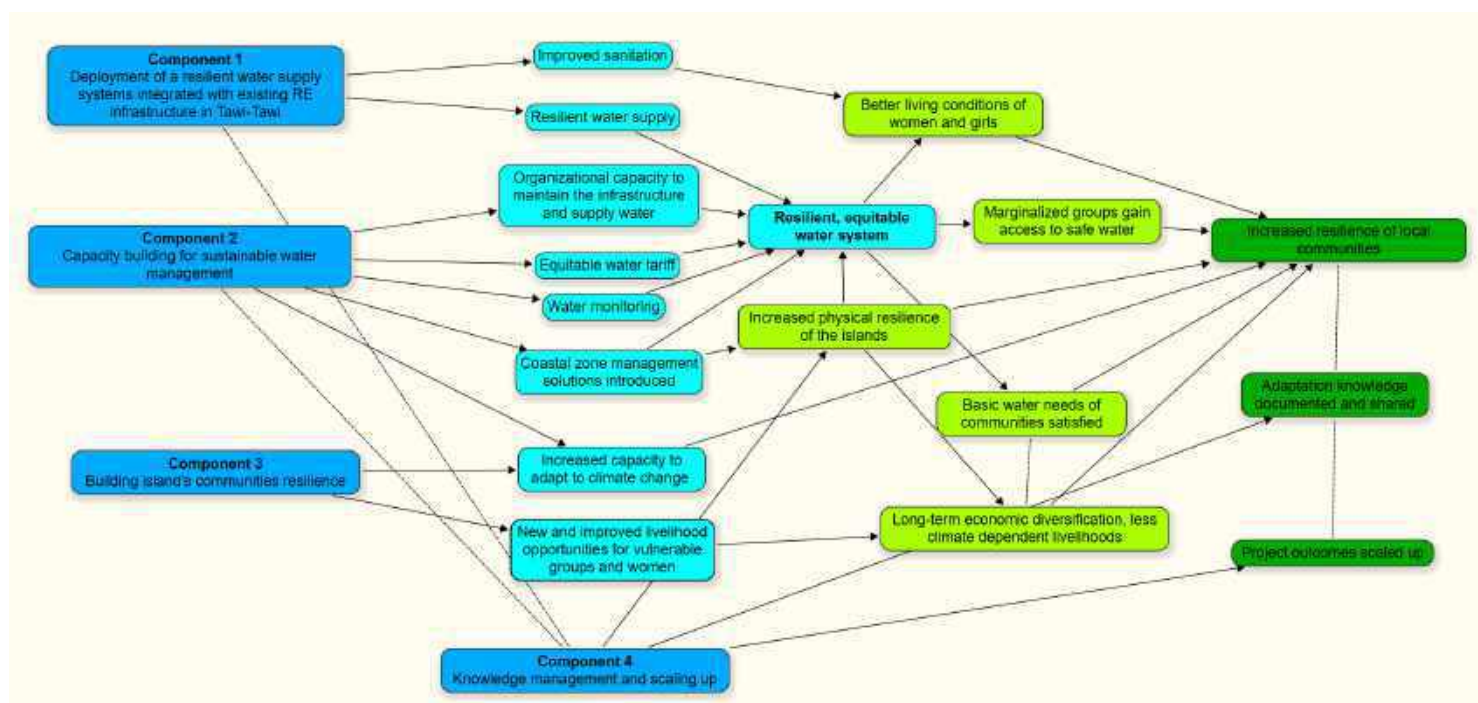 Component 1
Deployment of a resilient water supply
systems integrated with existing RE
infrastructure in Tawi-Tawi
Improved sanitation
Resilient water supply
Better living conditions of
women and girls
Organizational capacity to
maintain the infrastructure
and supply water
Component 2
Capacity building for sustainable water
management
Equitable water tariff
Water monitoring
Coastal zone management
solutions introduced
Resilient, equitable
water system
Marginalized groups gain
access to safe water
Increased resilience of local
communities
Increased physical resilience
of the islands
Basic water needs of
communities satisfied
Adaptation knowledge
documented and shared
Component 3
Building island's communities resilience
Increased capacity to
adapt to climate change
New and improved livelihood
opportunities for vulnerable
groups and women
Long-term economic diversification, less
climate dependent livelihoods
Project outcomes scaled up
Component 4
Knowledge management and scaling up